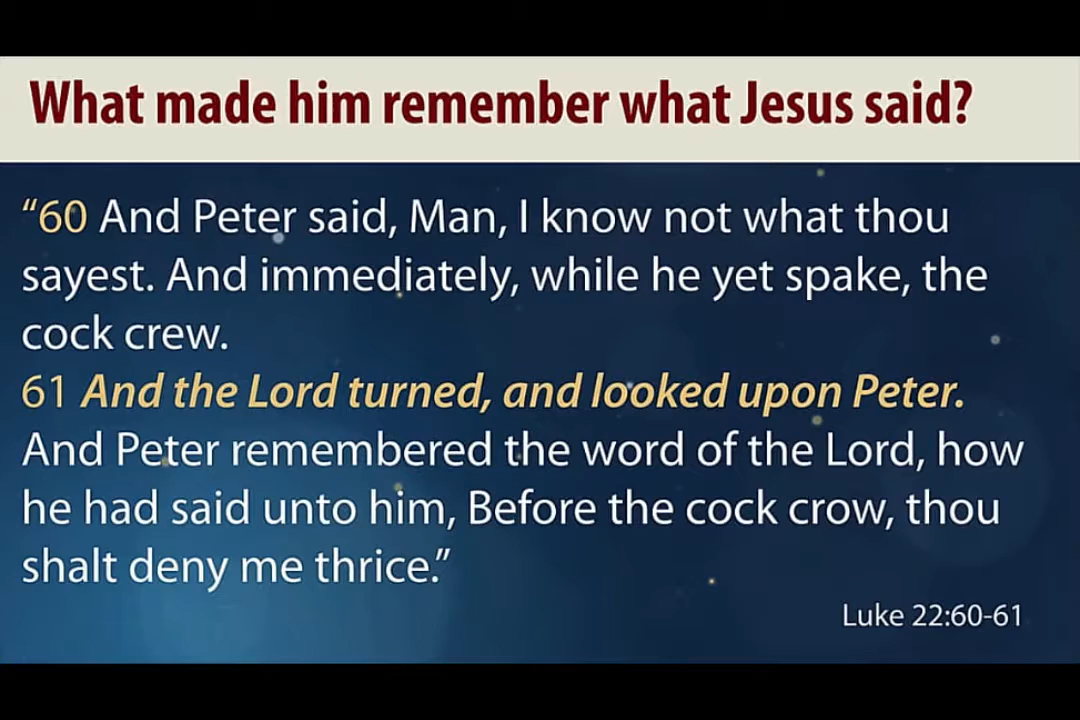 What made him remember what Jesus said?
“60 And Peter said, Man, I know not what thou
sayest. And immediately, while he yet spake, the
cock crew.
61 And the Lord turned, and looked upon Peter.
And Peter remembered the word of the Lord, how
he had said unto him, Before the cock crow, thou
shalt deny me thrice.”
Luke 22:60-61